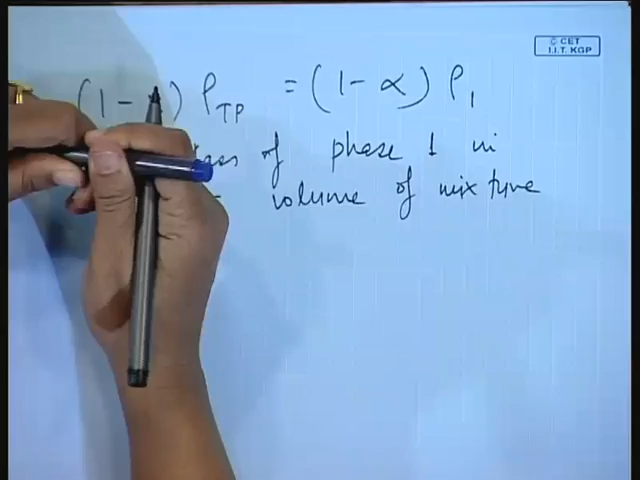 © CET
I.I.T. KGP
(1 - ) ρTP = (1 - α) ρ1
of phase 1 in
volume of mixture